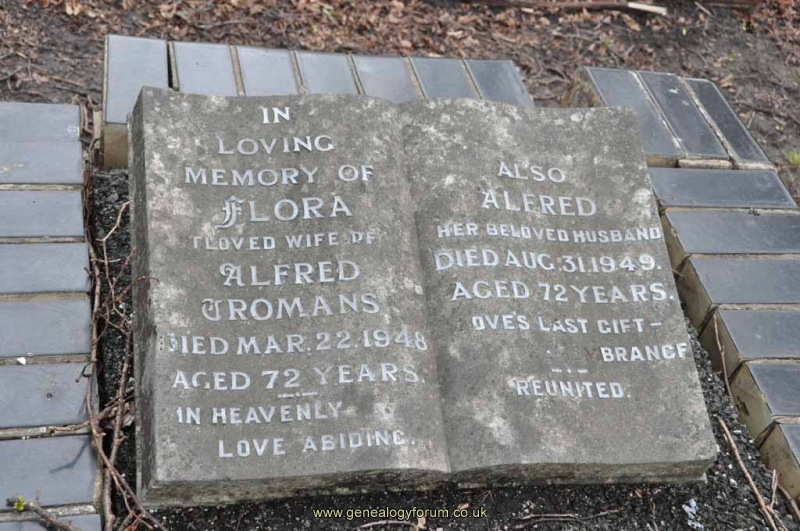 IN
LOVING
MEMORY OF
FLORA
ELOVED WIFE OF
ALFRED
TROMANS
DIED MAR. 22. 1948
AGED 72 YEARS.
IN HEAVENLY
LOVE ABIDING.
ALSO
ALFRED
HER BELOVED HUSBAND
DIED AUG. 31. 1949.
AGED 72 YEARS.
OVE'S LAST GIFT -
BRANCE
REUNITED.
www.genealogyforum.co.uk